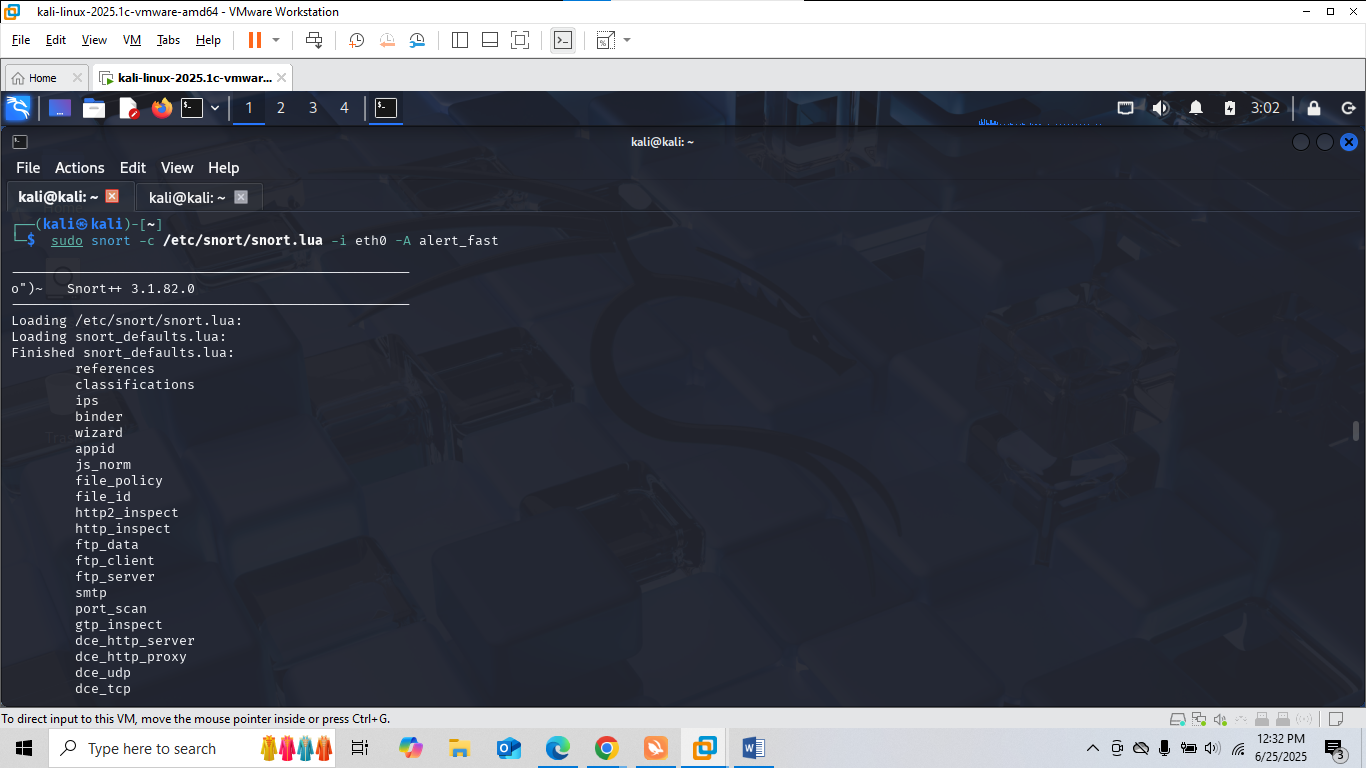 kali-linux-2025.1c-vmware-amd64 - VMware Workstation
File Edit View VM Tabs Help
Home kali-linux-2025.1c-vmwar...
1 2 3 4 3:02
kali@kali: ~
File Actions Edit View Help
kali@kali: ~ kali@kali: ~
┌──(kali㉿kali)-[~]
└─$ sudo snort -c /etc/snort/snort.lua -i eth0 -A alert_fast
o")~ Snort++ 3.1.82.0
Loading /etc/snort/snort.lua:
Loading snort_defaults.lua:
Finished snort_defaults.lua:
references
classifications
ips
binder
wizard
appid
js_norm
file_policy
file_id
http2_inspect
http_inspect
ftp_data
ftp_client
ftp_server
smtp
port_scan
gtp_inspect
dce_http_server
dce_http_proxy
dce_udp
dce_tcp
To direct input to this VM, move the mouse pointer inside or press Ctrl+G.
Type here to search
12:32 PM
6/25/2025
3